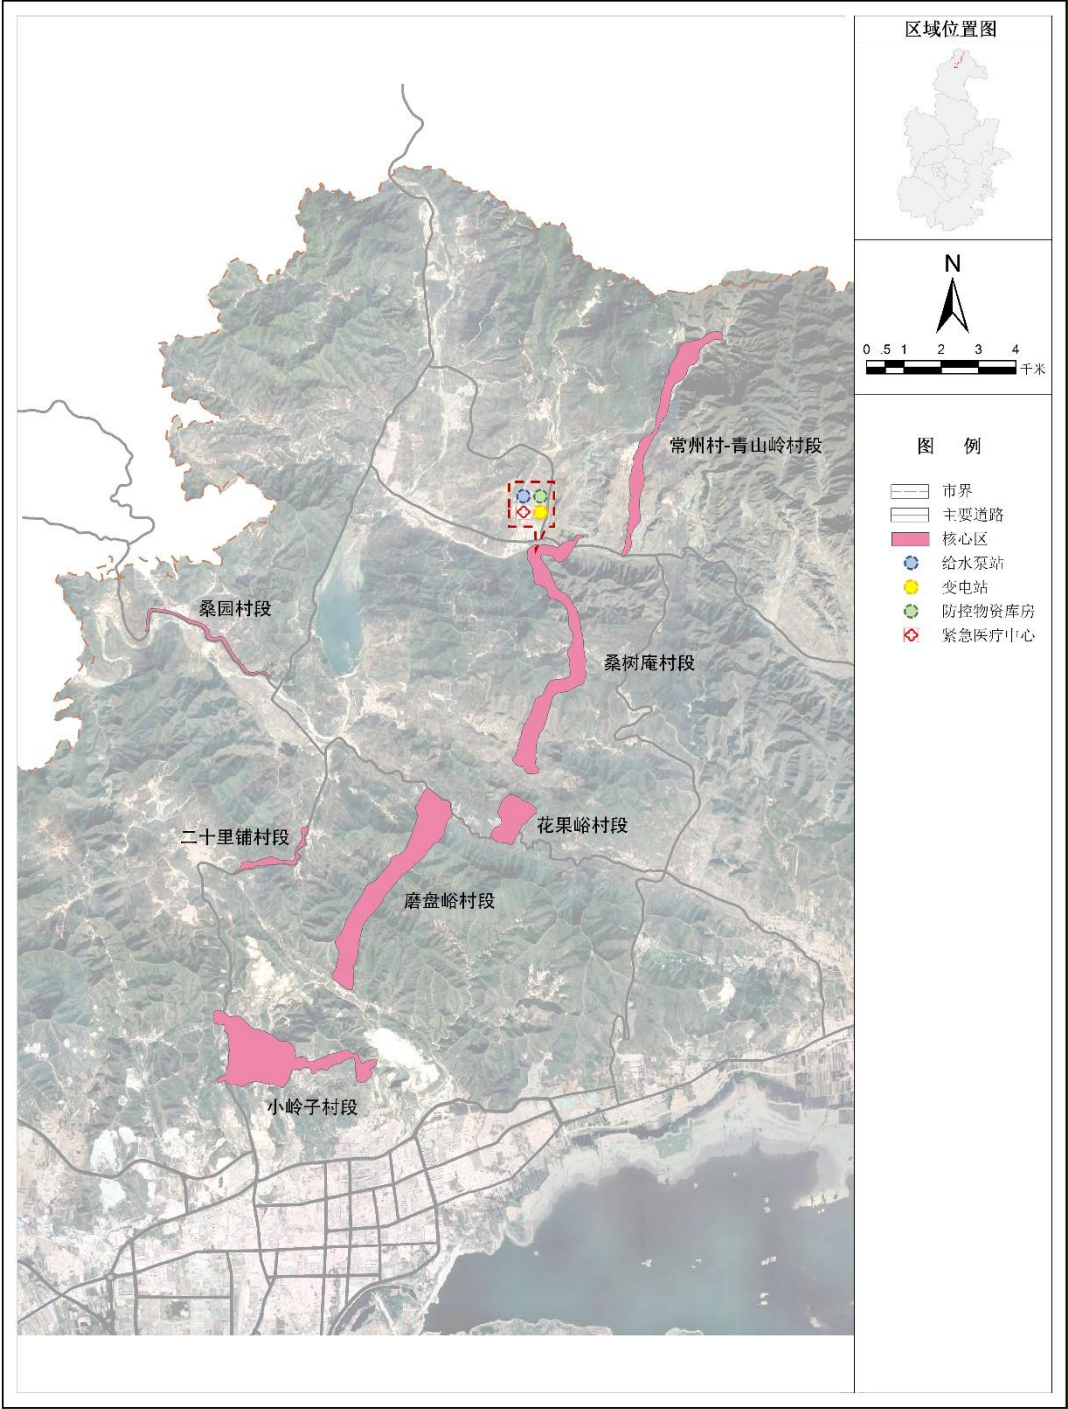 区域位置图
N
0 .5 1 2 3 4
千米
图 例
市界
主要道路
核心区
给水泵站
变电站
防控物资库房
紧急医疗中心
常州村-青山岭村段
桑园村段
桑树庵村段
二十里铺村段
花果峪村段
磨盘峪村段
小岭子村段